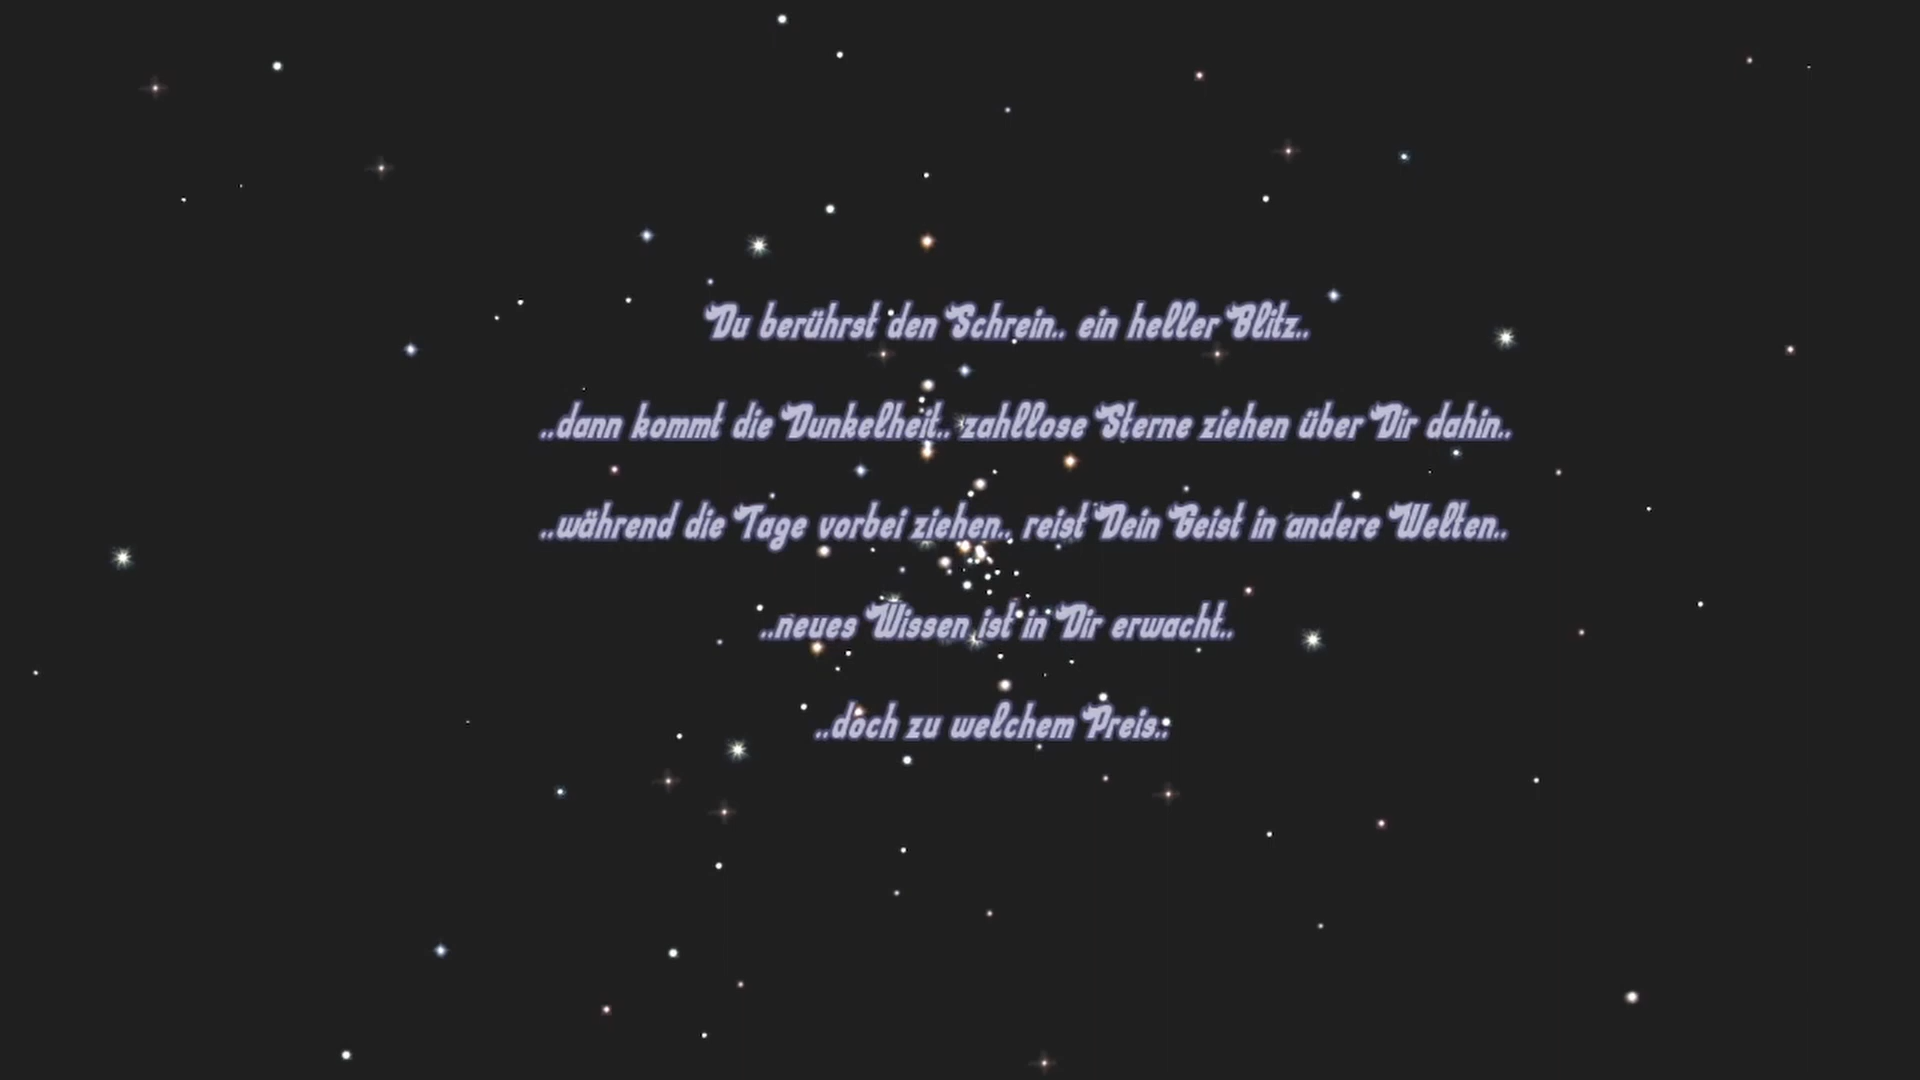 Du berührst den Schrein.. ein heller Blitz..
..dann kommt die Dunkelheit.. zahllose Sterne ziehen über Dir dahin..
..während die Tage vorbei ziehen.. reist Dein Geist in andere Welten..
..neues Wissen ist in Dir erwacht..
..doch zu welchem Preis..